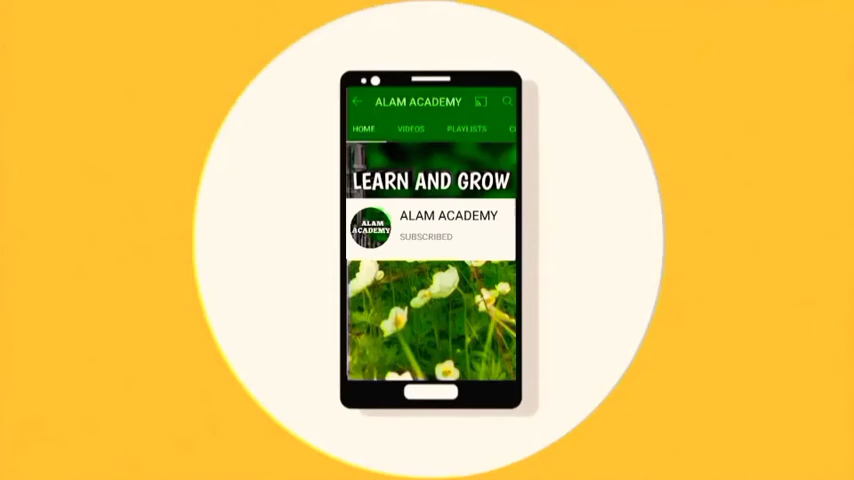 ALAM ACADEMY
HOME VIDEOS PLAYLISTS
LEARN AND GROW
ALAM ACADEMY
ALAM ACADEMY
SUBSCRIBED